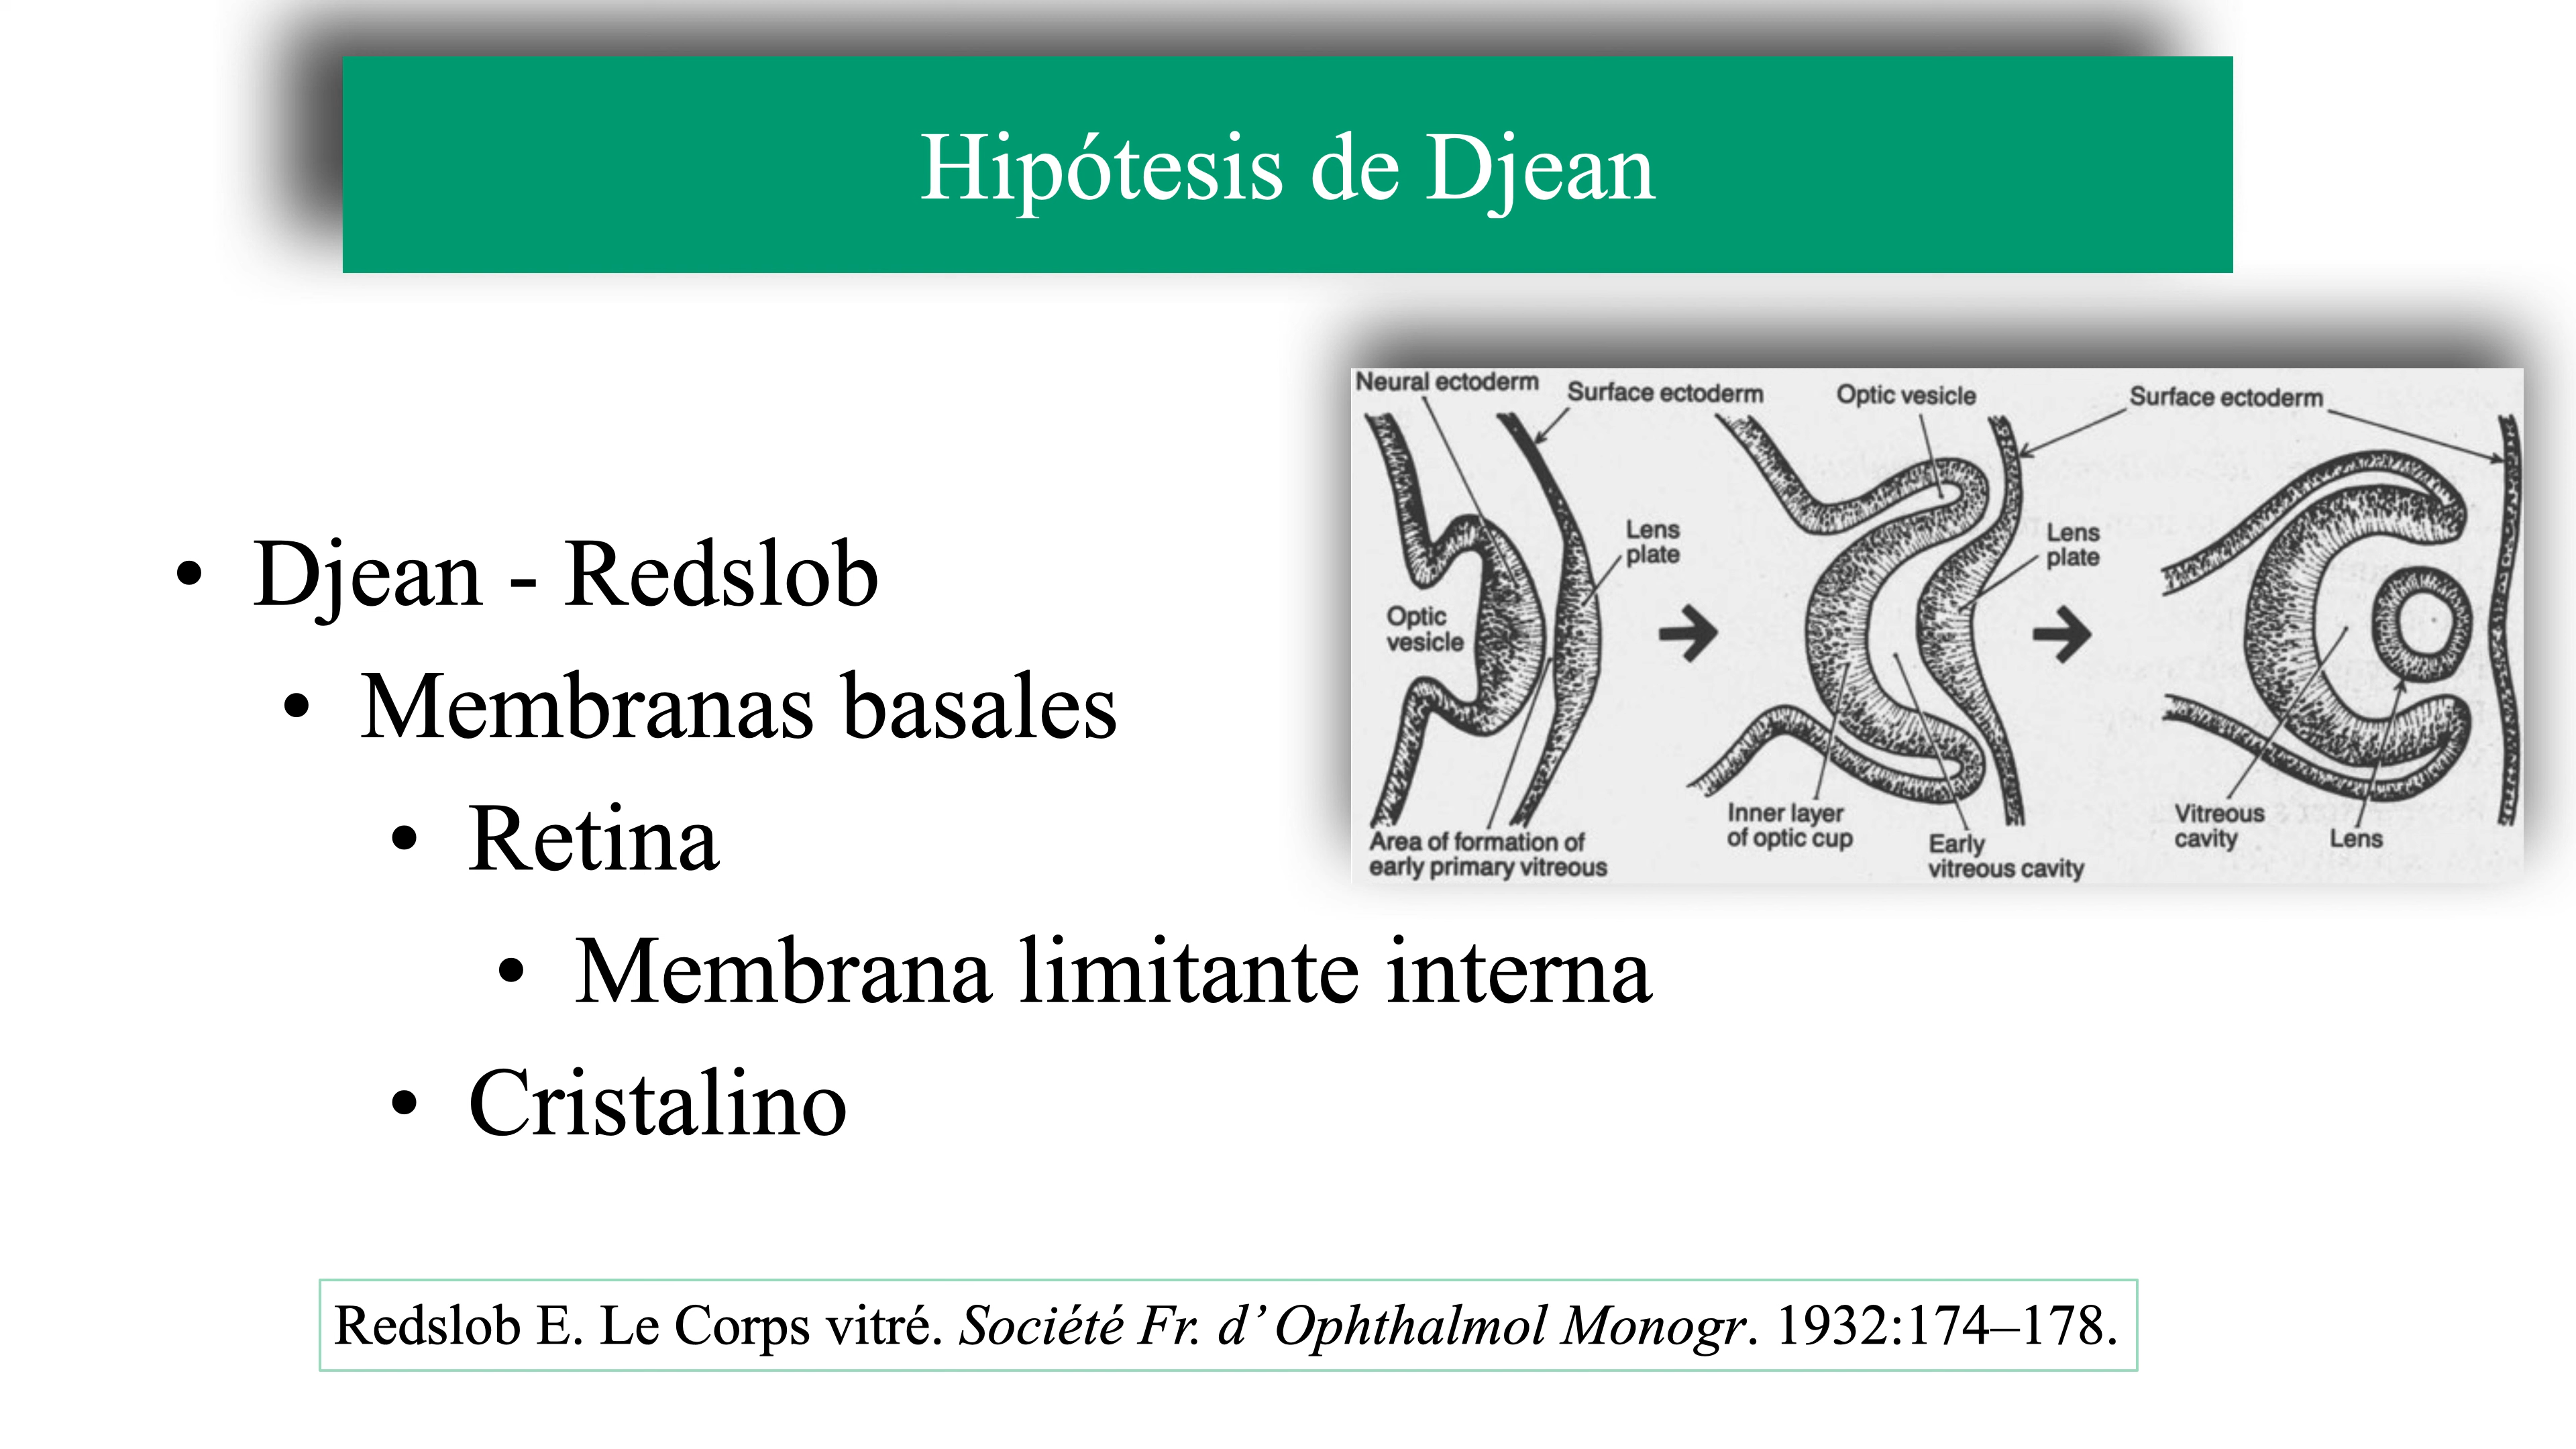 Hipótesis de Djean
• Djean - Redslob
• Membranas basales
• Retina
• Membrana limitante interna
• Cristalino
Neural ectoderm
Surface ectoderm
Optic vesicle
Surface ectoderm
Lens
plate
Lens
plate
Optic
vesicle
Inner layer
of optic cup
Vitreous
cavity
Lens
Area of formation of
early primary vitreous
Early
vitreous cavity
Redslob E. Le Corps vitré. Société Fr. d’ Ophthalmol Monogr. 1932:174–178.